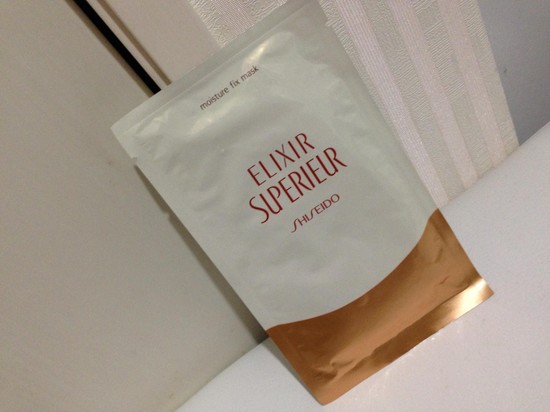 moisture fix mask
ELIXIR
SUPERIEUR
SHISEIDO